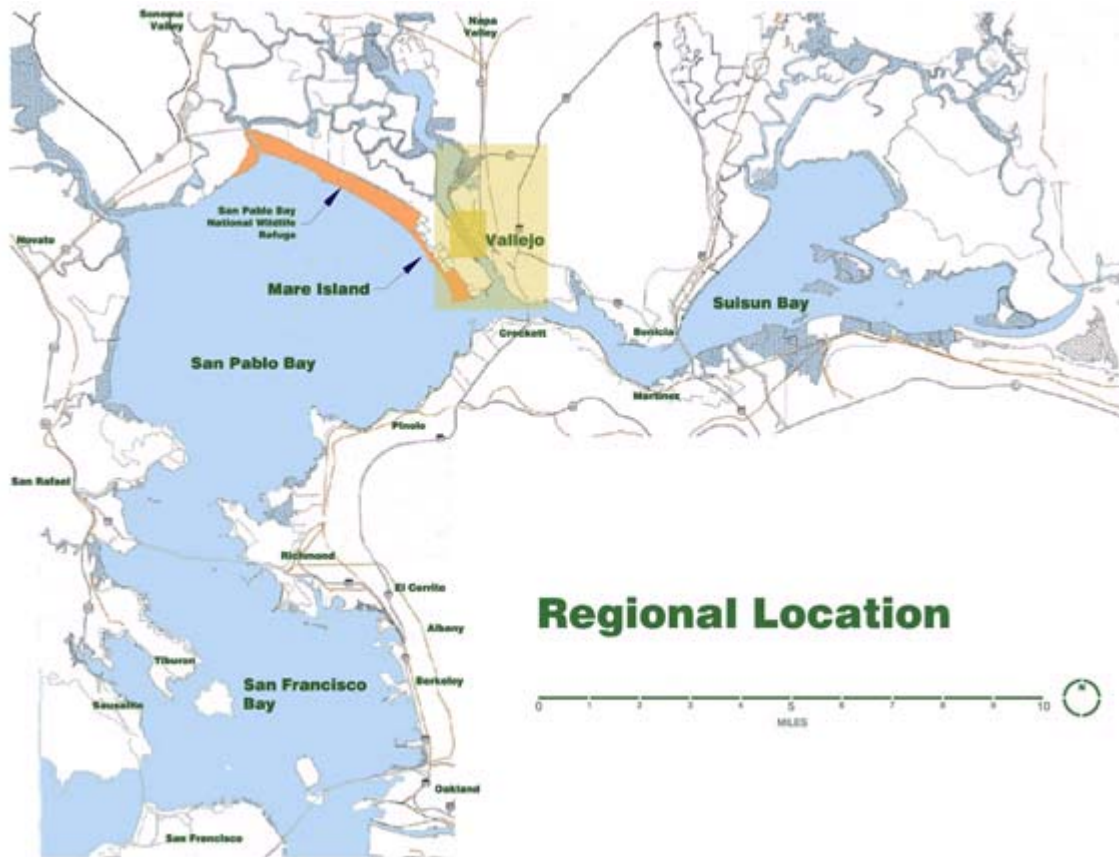 Sonoma
Valley
Napa
Valley
San Pablo Bay
National Wildlife
Refuge
Vallejo
Novato
Mare Island
Suisun Bay
Crockett
Benicia
San Pablo Bay
Martinez
Pinole
San Rafael
Richmond
El Cerrito
Regional Location
Albany
Tiburon
Berkeley
San Francisco
Bay
Sausalito
0 1 2 3 4 5 6 7 8 9 10
MILES
N
Oakland
San Francisco